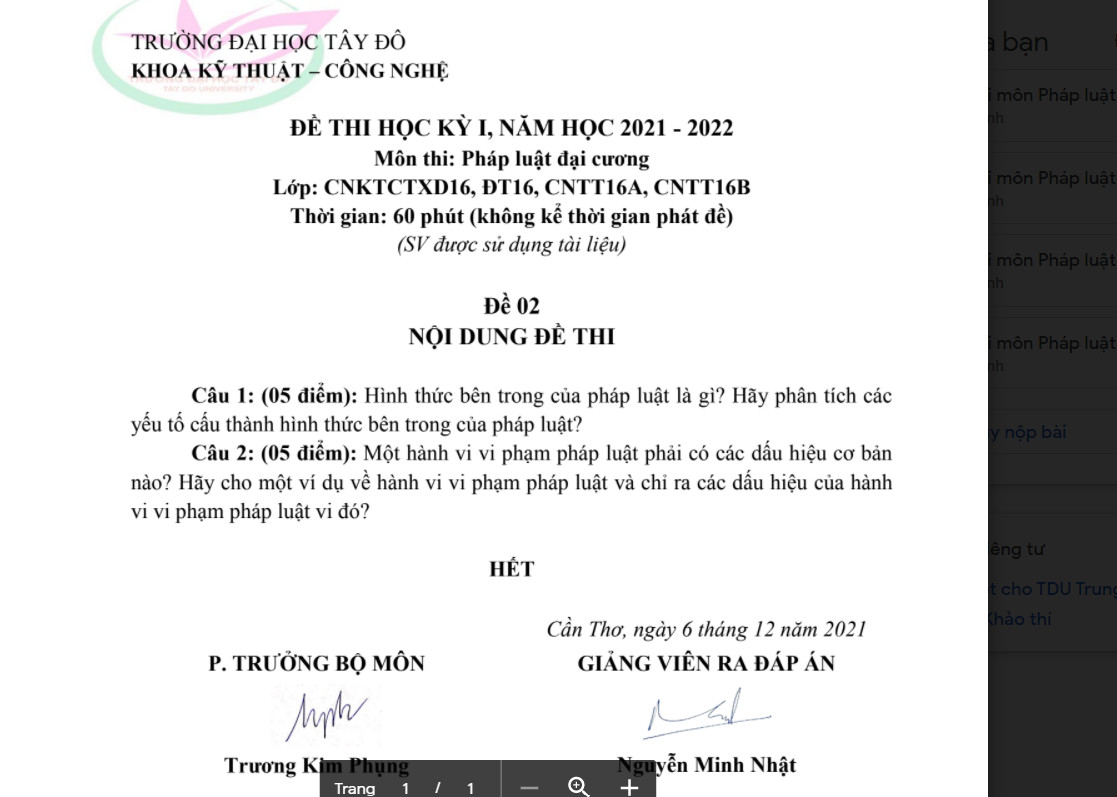 TRƯỜNG ĐẠI HỌC TÂY ĐÔ
KHOA KỸ THUẬT – CÔNG NGHỆ
TAY DO UNIVERSITY
ĐỀ THI HỌC KỲ I, NĂM HỌC 2021 - 2022
Môn thi: Pháp luật đại cương
Lớp: CNKTCTXD16, ĐT16, CNTT16A, CNTT16B
Thời gian: 60 phút (không kể thời gian phát đề)
(SV được sử dụng tài liệu)
Đề 02
NỘI DUNG ĐỀ THI
Câu 1: (05 điểm): Hình thức bên trong của pháp luật là gì? Hãy phân tích các
yếu tố cấu thành hình thức bên trong của pháp luật?
Câu 2: (05 điểm): Một hành vi vi phạm pháp luật phải có các dấu hiệu cơ bản
nào? Hãy cho một ví dụ về hành vi vi phạm pháp luật và chỉ ra các dấu hiệu của hành
vi vi phạm pháp luật vi đó?
HẾT
Cần Thơ, ngày 6 tháng 12 năm 2021
P. TRƯỞNG BỘ MÔN GIẢNG VIÊN RA ĐÁP ÁN
Trương Kim Phụng Nguyễn Minh Nhật
Trang 1 / 1
bạn
môn Pháp luật
môn Pháp luật
môn Pháp luật
môn Pháp luật
nộp bài
cho TDU Trung